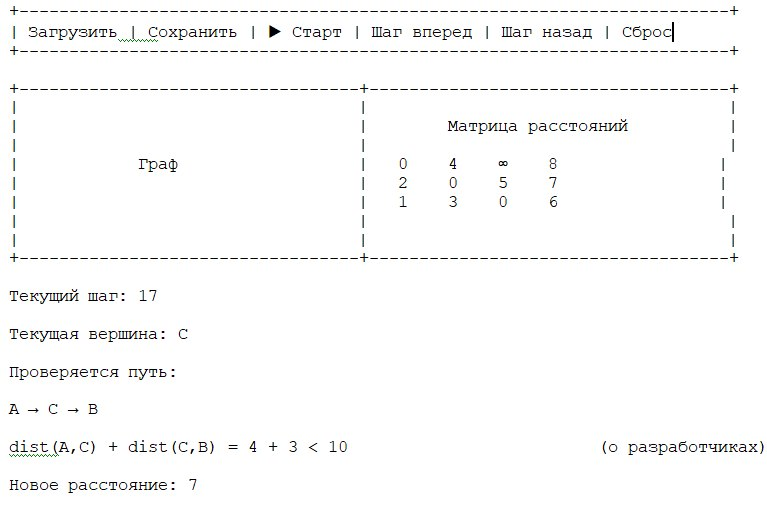 +-----------------------------------------------------------------------+
| Загрузить | Сохранить | ▶ Старт | Шаг вперед | Шаг назад | Сброс
+-----------------------------------------------------------------------+
+----------------------------------+------------------------------------+
| | |
| | Матрица расстояний |
| | |
| Граф | 0 4 ∞ 8 |
| | 2 0 5 7 |
| | 1 3 0 6 |
| | |
| | |
+----------------------------------+------------------------------------+
Текущий шаг: 17
Текущая вершина: C
Проверяется путь:
A → C → B
dist(A,C) + dist(C,B) = 4 + 3 < 10 (о разработчиках)
Новое расстояние: 7